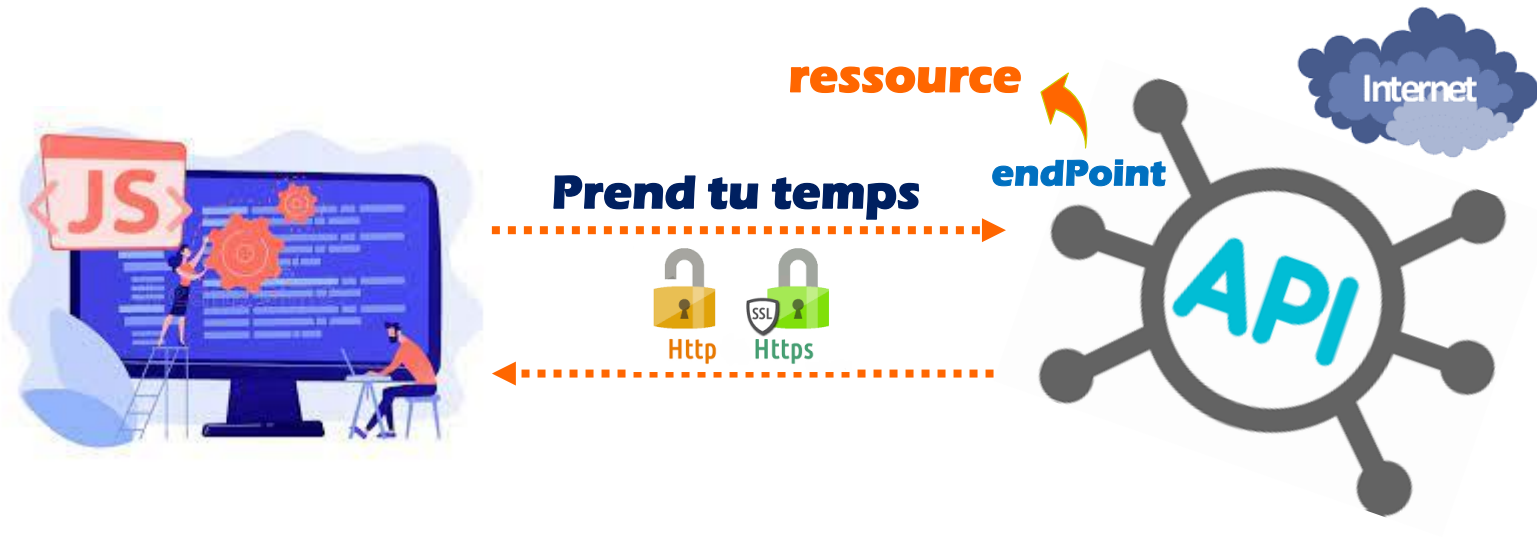 ressource
Internet
endPoint
Prend tu temps
JS
API
SSL
Http
Https